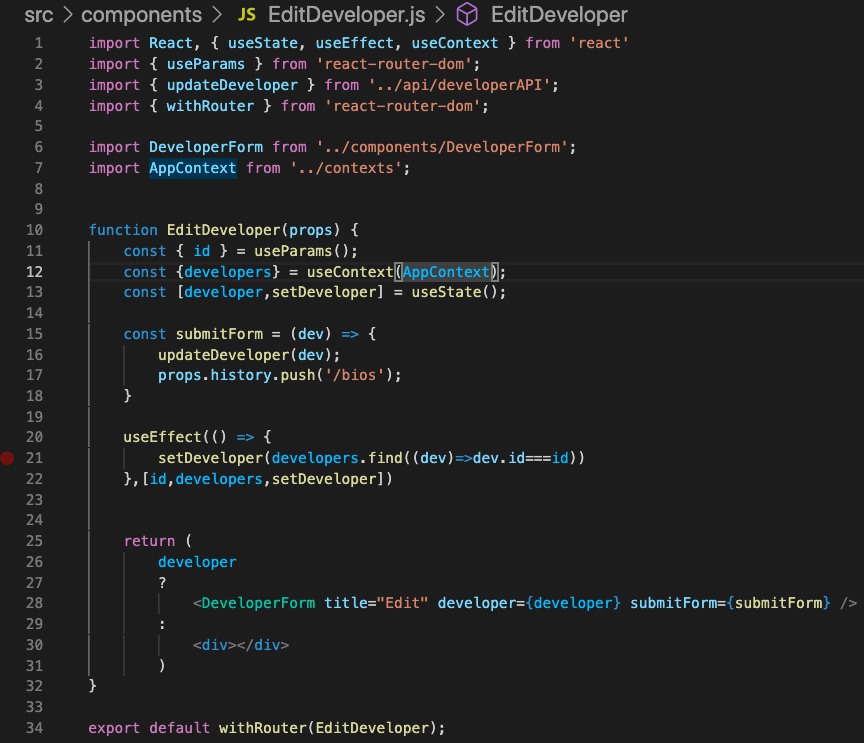 src > components > JS EditDeveloper.js > EditDeveloper
1 import React, { useState, useEffect, useContext } from 'react'
2 import { useParams } from 'react-router-dom';
3 import { updateDeveloper } from '../api/developerAPI';
4 import { withRouter } from 'react-router-dom';
5
6 import DeveloperForm from '../components/DeveloperForm';
7 import AppContext from '../contexts';
8
9
10 function EditDeveloper(props) {
11     const { id } = useParams();
12     const {developers} = useContext(AppContext);
13     const [developer,setDeveloper] = useState();
14
15     const submitForm = (dev) => {
16         updateDeveloper(dev);
17         props.history.push('/bios');
18     }
19
20     useEffect(() => {
21         setDeveloper(developers.find((dev)=>dev.id===id))
22     },[id,developers,setDeveloper])
23
24
25     return (
26         developer
27         ?
28             <DeveloperForm title="Edit" developer={developer} submitForm={submitForm} />
29         :
30             <div></div>
31         )
32 }
33
34 export default withRouter(EditDeveloper);